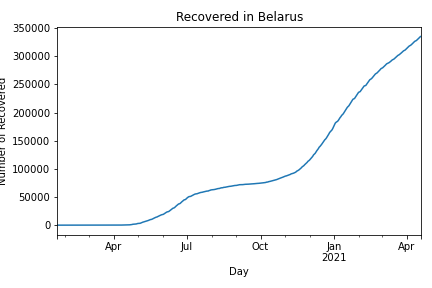 Recovered in Belarus
350000
300000
250000
200000
150000
100000
50000
0
Number of Recovered
Apr
Jul
Oct
Jan
2021
Apr
Day